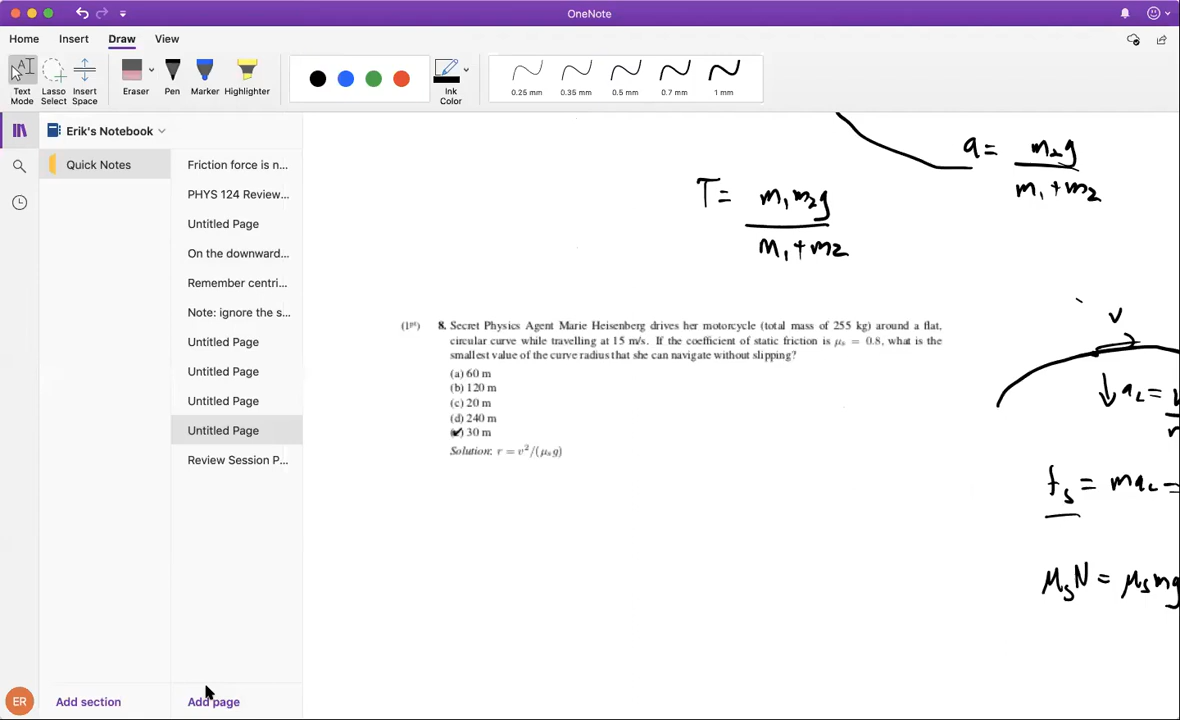 OneNote
Home Insert Draw View
Text Mode
Lasso Select
Insert Space
Eraser
Pen
Marker
Highlighter
Ink Color
0.25 mm 0.35 mm 0.5 mm 0.7 mm 1 mm
Erik's Notebook
Quick Notes
Friction force is n...
PHYS 124 Review...
Untitled Page
On the downward...
Remember centri...
Note: ignore the s...
Untitled Page
Untitled Page
Untitled Page
Untitled Page
Review Session P...
ER
Add section
Add page
a = m₂g / m₁ + m₂
T = m₁m₂g / m₁ + m₂
(1pt) 8. Secret Physics Agent Marie Heisenberg drives her motorcycle (total mass of 255 kg) around a flat,
circular curve while travelling at 15 m/s. If the coefficient of static friction is μₛ = 0.8, what is the
smallest value of the curve radius that she can navigate without slipping?
(a) 60 m
(b) 120 m
(c) 20 m
(d) 240 m
30 m
Solution: r = v²/(μₛg)
v
a꜀ =
r
fₛ = ma꜀ =
μₛN = μₛmg